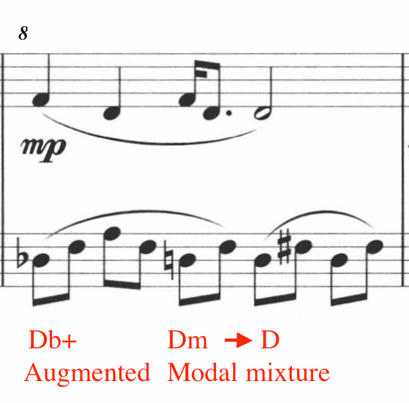 8
mp
Db+ Dm → D
Augmented Modal mixture